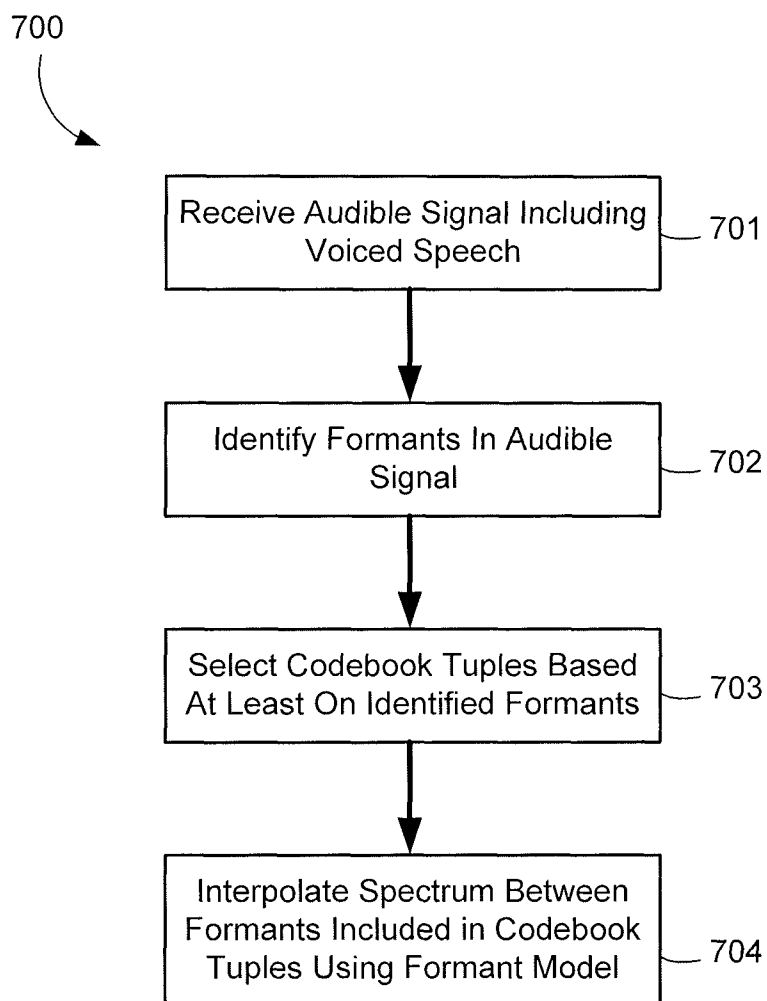 700
Receive Audible Signal Including
Voiced Speech
701
Identify Formants In Audible
Signal
702
Select Codebook Tuples Based
At Least On Identified Formants
703
Interpolate Spectrum Between
Formants Included in Codebook
Tuples Using Formant Model
704